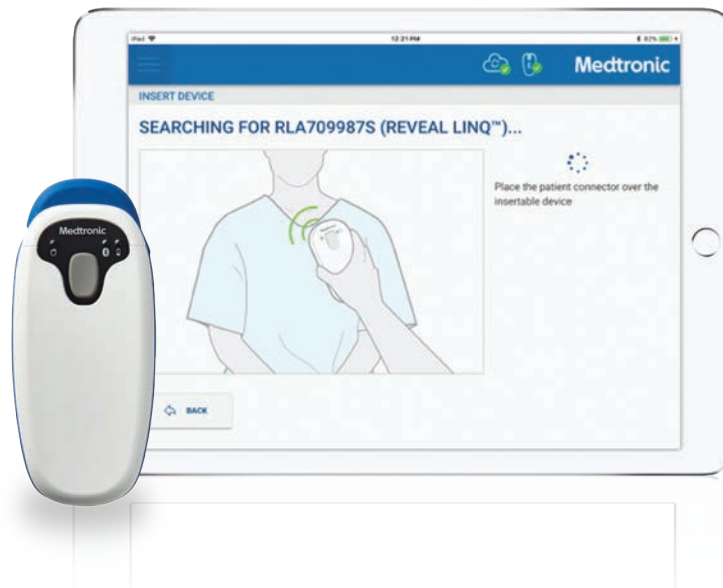 iPad
12:21 PM
82%
Medtronic
INSERT DEVICE
SEARCHING FOR RLA709987S (REVEAL LINQ™)...
Place the patient connector over the
insertable device
Medtronic
BACK